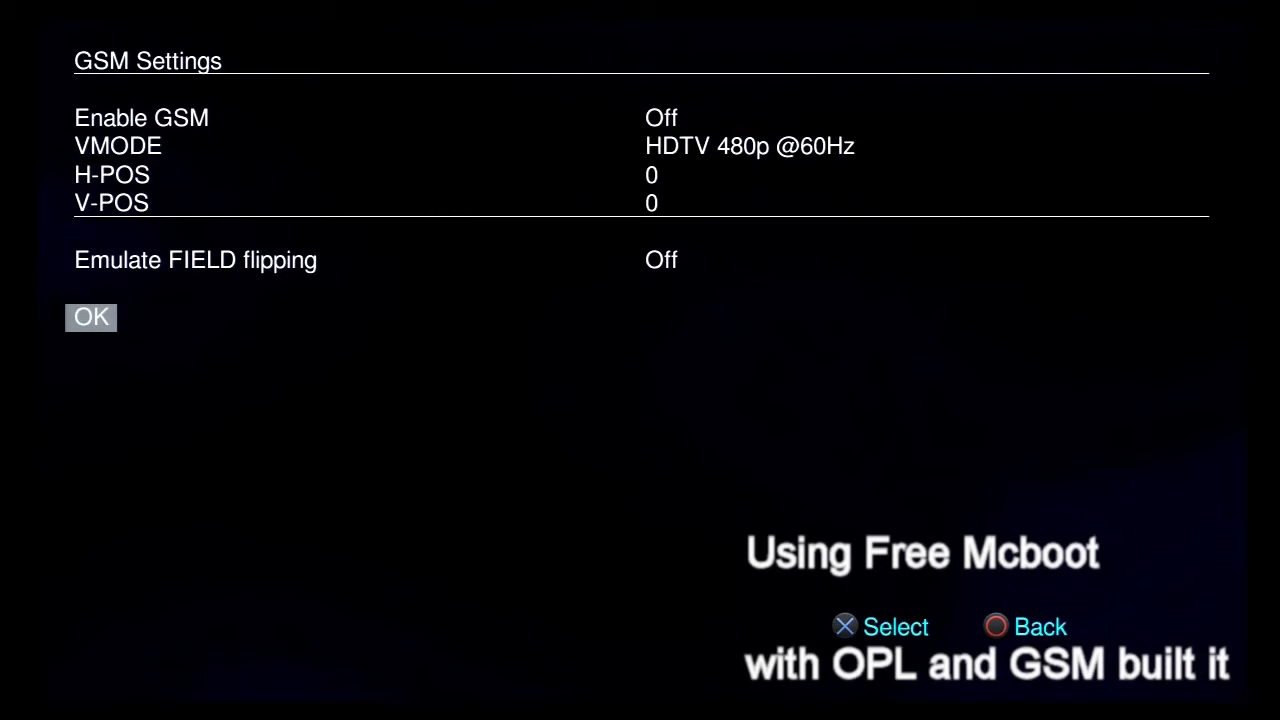 GSM Settings
Enable GSM Off
VMODE HDTV 480p @60Hz
H-POS 0
V-POS 0
Emulate FIELD flipping Off
OK
Using Free Mcboot
Select Back
with OPL and GSM built it